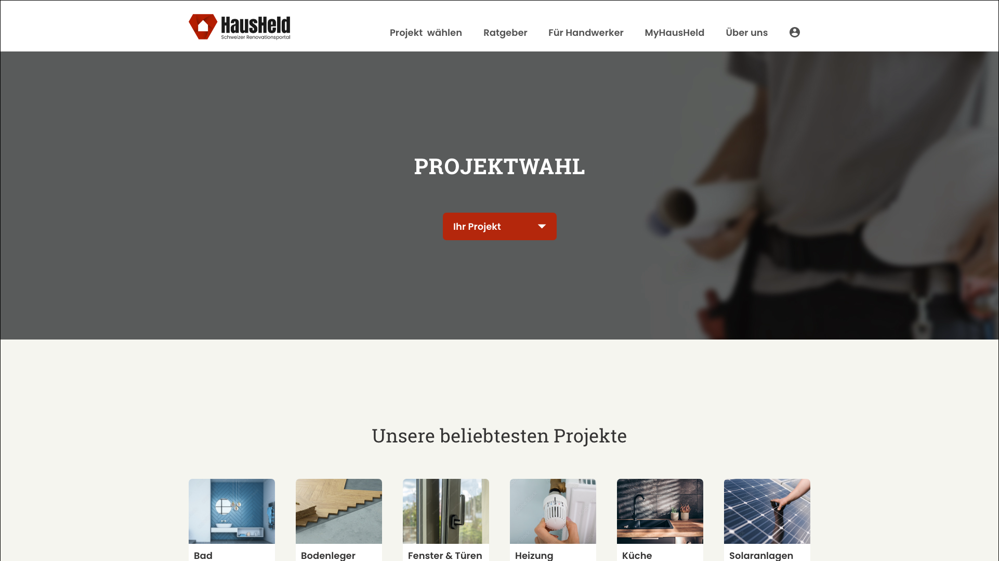 HausHeld
Schweizer Renovationsportal
Projekt wählen
Ratgeber
Für Handwerker
MyHausHeld
Über uns
PROJEKTWAHL
Ihr Projekt
Unsere beliebtesten Projekte
Bad
Bodenleger
Fenster & Türen
Heizung
Küche
Solaranlagen